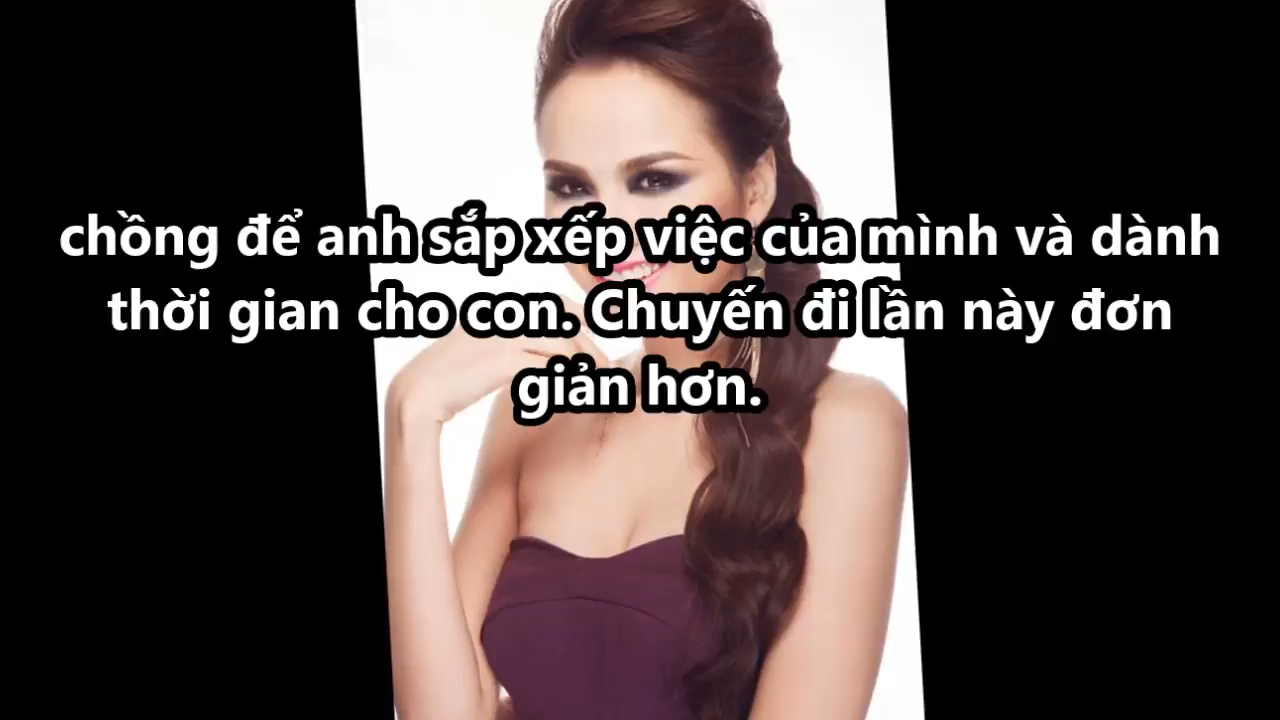 chồng để anh sắp xếp việc của mình và dành
thời gian cho con. Chuyến đi lần này đơn
giản hơn.